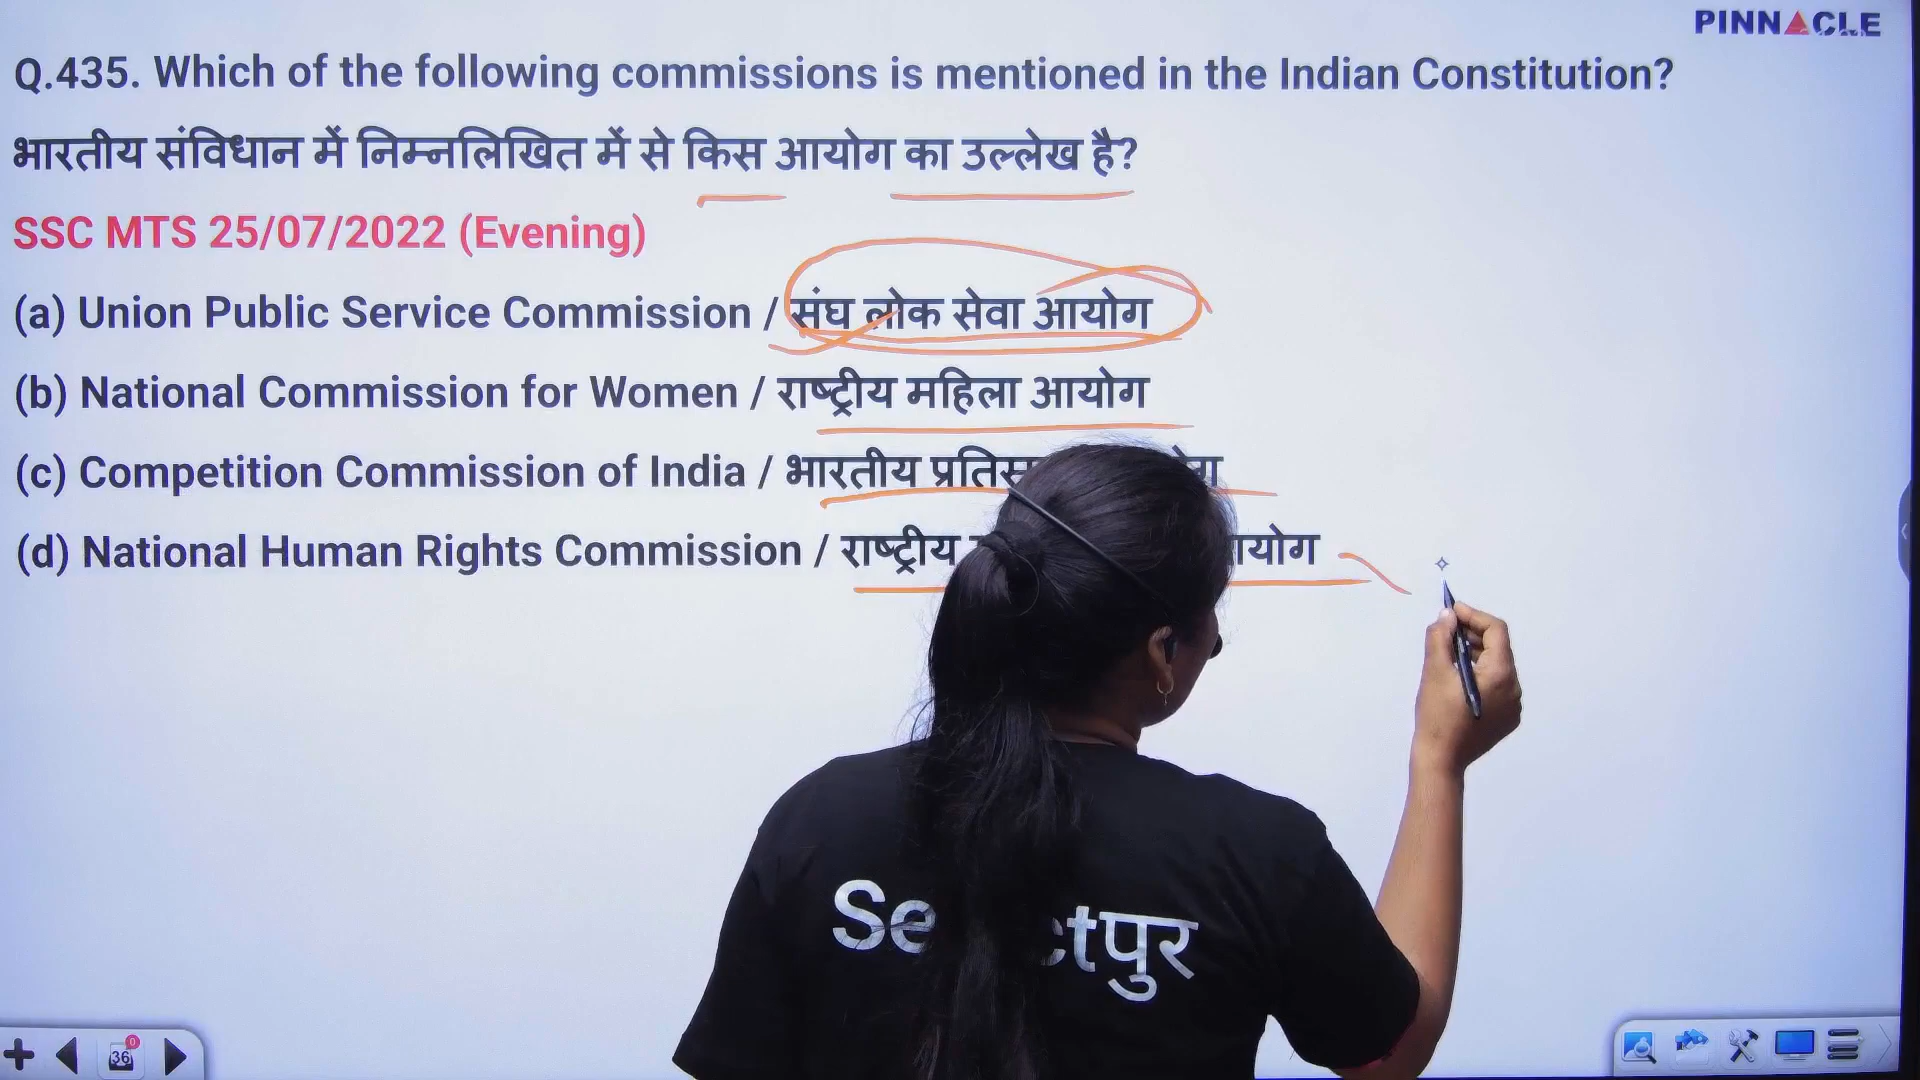 PINNACLE
Q.435. Which of the following commissions is mentioned in the Indian Constitution?
भारतीय संविधान में निम्नलिखित में से किस आयोग का उल्लेख है?
SSC MTS 25/07/2022 (Evening)
(a) Union Public Service Commission / संघ लोक सेवा आयोग
(b) National Commission for Women / राष्ट्रीय महिला आयोग
(c) Competition Commission of India / भारतीय
(d) National Human Rights Commission / राष्ट्रीय
36
0